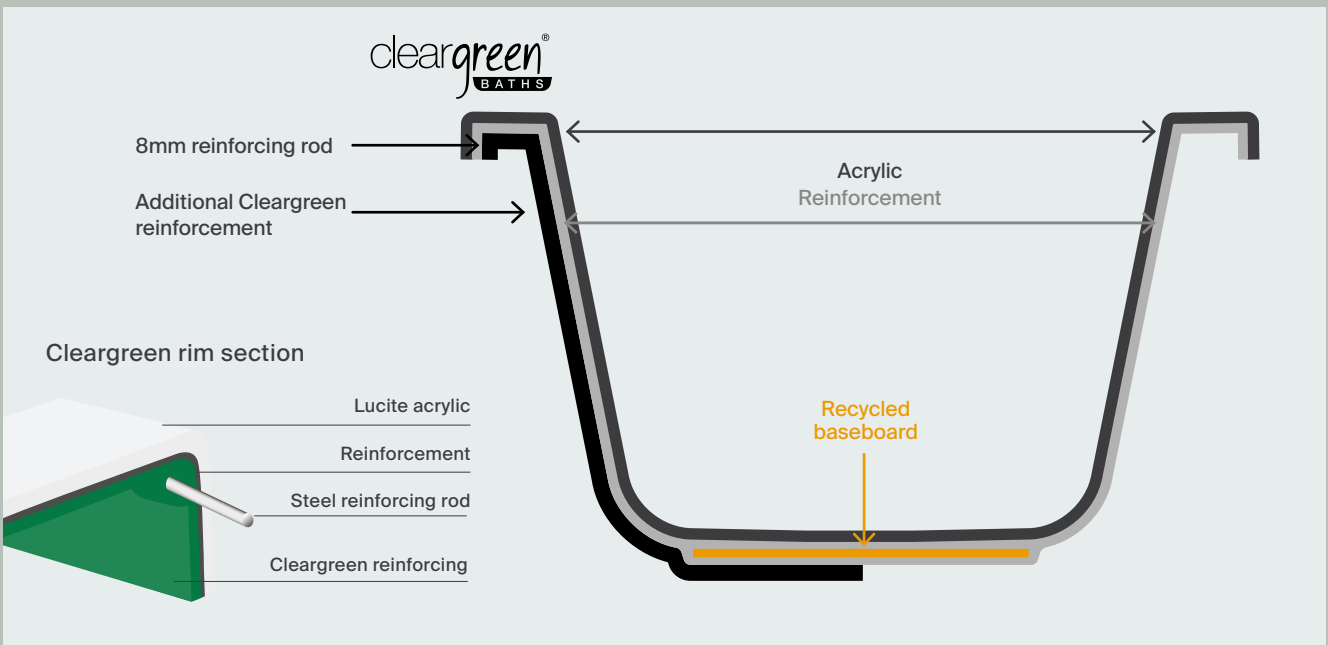 cleargreen®
BATHS
8mm reinforcing rod
Additional Cleargreen
reinforcement
Acrylic
Reinforcement
Recycled
baseboard
Cleargreen rim section
Lucite acrylic
Reinforcement
Steel reinforcing rod
Cleargreen reinforcing